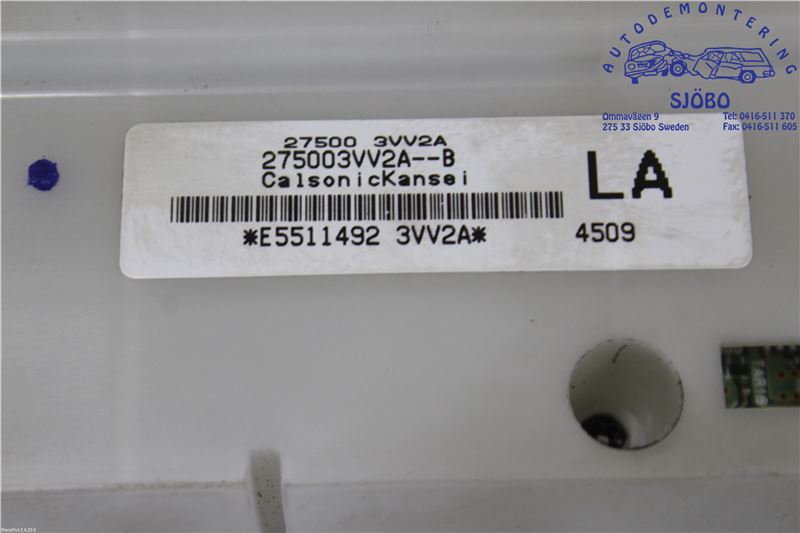 AUTODEMONTERING
SJÖBO
Ommavägen 9 Tel: 0416-511 370
275 33 Sjöbo Sweden Fax: 0416-511 605
27500 3VV2A
275003VV2A--B
CalsonicKansei
LA
*E5511492 3VV2A* 4509
TAR16